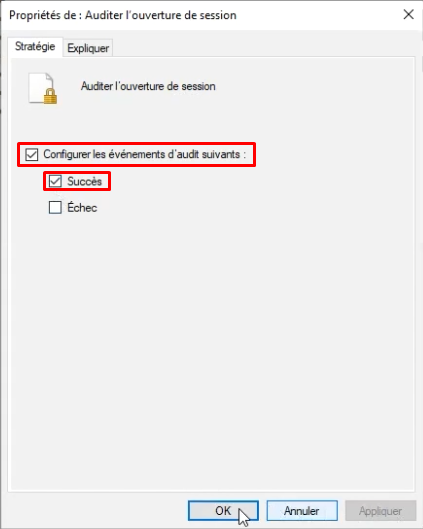 Propriétés de : Auditer l'ouverture de session
Stratégie
Expliquer
Auditer l'ouverture de session
Configurer les événements d'audit suivants :
Succès
Échec
OK
Annuler
Appliquer